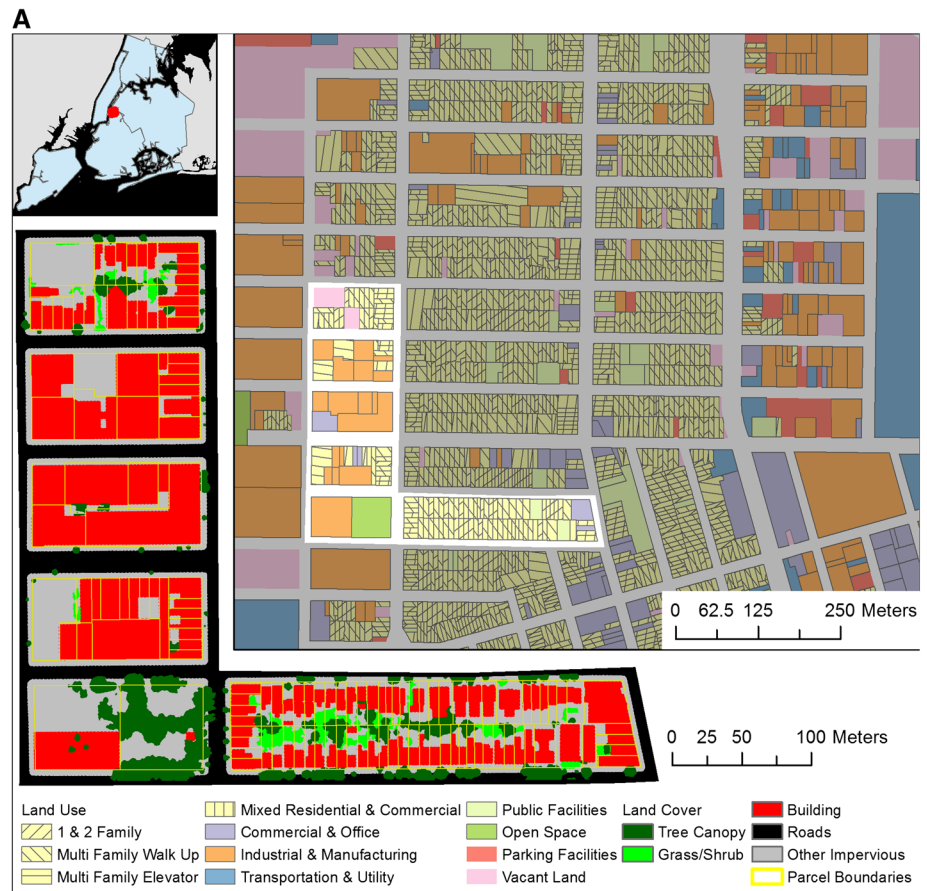 A
0 62.5 125 250 Meters
0 25 50 100 Meters
Land Use
1 & 2 Family
Multi Family Walk Up
Multi Family Elevator
Mixed Residential & Commercial
Commercial & Office
Industrial & Manufacturing
Transportation & Utility
Public Facilities
Open Space
Parking Facilities
Vacant Land
Land Cover
Tree Canopy
Grass/Shrub
Building
Roads
Other Impervious
Parcel Boundaries